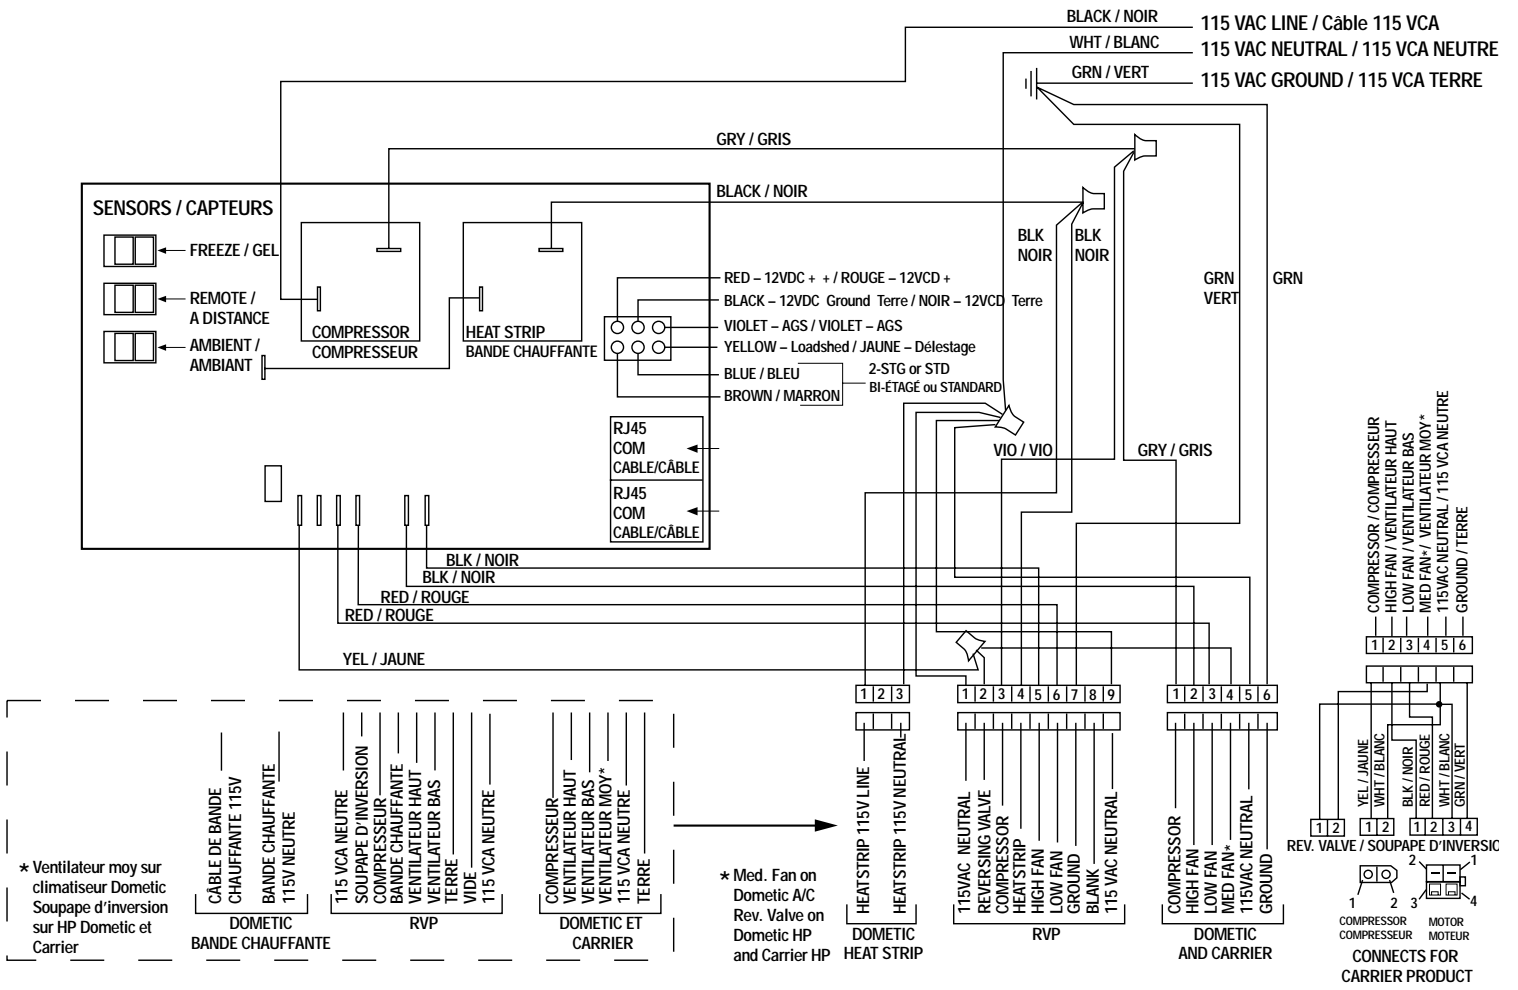 BLACK / NOIR
115 VAC LINE / Câble 115 VCA
WHT / BLANC
115 VAC NEUTRAL / 115 VCA NEUTRE
GRN / VERT
115 VAC GROUND / 115 VCA TERRE
GRY / GRIS
BLACK / NOIR
SENSORS / CAPTEURS
FREEZE / GEL
REMOTE /
A DISTANCE
AMBIENT /
AMBIANT
COMPRESSOR
COMPRESSEUR
HEAT STRIP
BANDE CHAUFFANTE
BLK
NOIR
BLK
NOIR
GRN
VERT
GRN
RED – 12VDC + + / ROUGE – 12VCD +
BLACK – 12VDC Ground Terre / NOIR – 12VCD Terre
VIOLET – AGS / VIOLET – AGS
YELLOW – Loadshed / JAUNE – Délestage
BLUE / BLEU
BROWN / MARRON
2-STG or STD
BI-ÉTAGÉ ou STANDARD
RJ45
COM
CABLE/CÂBLE
RJ45
COM
CABLE/CÂBLE
VIO / VIO
GRY / GRIS
BLK / NOIR
BLK / NOIR
RED / ROUGE
RED / ROUGE
YEL / JAUNE
COMPRESSOR / COMPRESSEUR
HIGH FAN / VENTILATEUR HAUT
LOW FAN / VENTILATEUR BAS
MED FAN* / VENTILATEUR MOY*
115VAC NEUTRAL / 115 VCA NEUTRE
GROUND / TERRE
1 2 3 4 5 6
1 2 3
1 2 3 4 5 6 7 8 9
1 2 3 4 5 6
CÂBLE DE BANDE
CHAUFFANTE 115V
BANDE CHAUFFANTE
115V NEUTRE
DOMETIC
BANDE CHAUFFANTE
115 VCA NEUTRE
SOUPAPE D'INVERSION
COMPRESSEUR
BANDE CHAUFFANTE
VENTILATEUR HAUT
VENTILATEUR BAS
TERRE
VIDE
115 VCA NEUTRE
RVP
COMPRESSEUR
VENTILATEUR HAUT
VENTILATEUR BAS
VENTILATEUR MOY*
115 VCA NEUTRE
TERRE
DOMETIC ET
CARRIER
* Ventilateur moy sur
climatiseur Dometic
Soupape d'inversion
sur HP Dometic et
Carrier
* Med. Fan on
Dometic A/C
Rev. Valve on
Dometic HP
and Carrier HP
HEATSTRIP 115V LINE
HEATSTRIP 115V NEUTRAL
DOMETIC
HEAT STRIP
115VAC NEUTRAL
REVERSING VALVE
COMPRESSOR
HEATSTRIP
HIGH FAN
LOW FAN
GROUND
BLANK
115 VAC NEUTRAL
RVP
COMPRESSOR
HIGH FAN
LOW FAN
MED FAN*
115VAC NEUTRAL
GROUND
DOMETIC
AND CARRIER
YEL / JAUNE
WHT / BLANC
BLK / NOIR
RED / ROUGE
WHT / BLANC
GRN / VERT
1 2
1 2
1 2 3 4
REV. VALVE / SOUPAPE D'INVERSIO
1 2
COMPRESSOR
COMPRESSEUR
2 1
3 4
MOTOR
MOTEUR
CONNECTS FOR
CARRIER PRODUCT